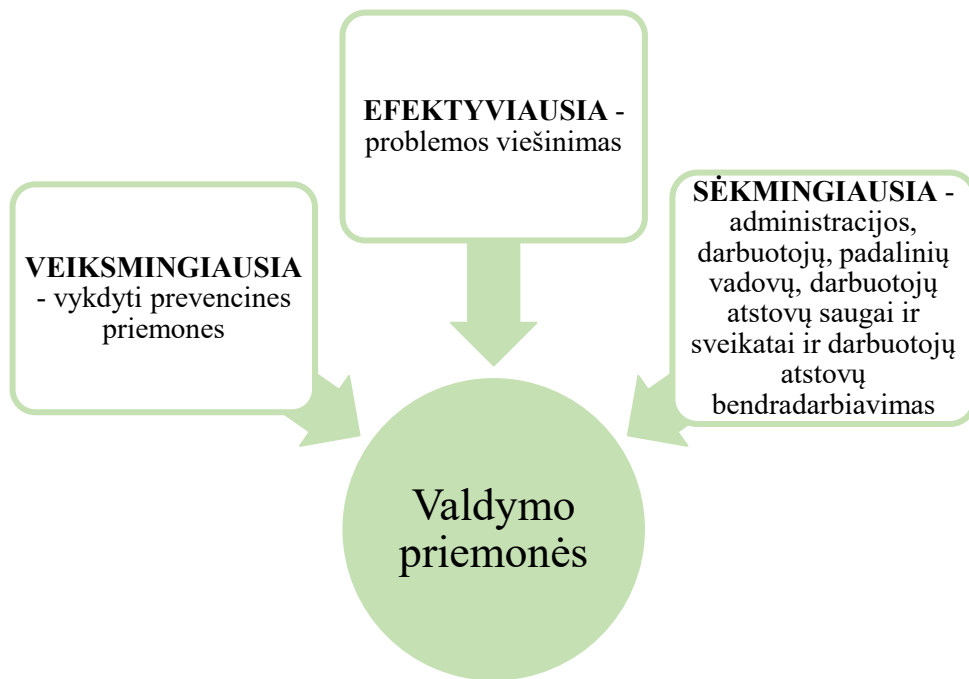 VEIKSMINGIAUSIA
- vykdyti prevencines
priemones
EFEKTYVIAUSIA -
problemos viešinimas
SĖKMINGIAUSIA -
administracijos,
darbuotojų, padalinių
vadovų, darbuotojų
atstovų saugai ir
sveikatai ir darbuotojų
atstovų
bendradarbiavimas
Valdymo
priemonės